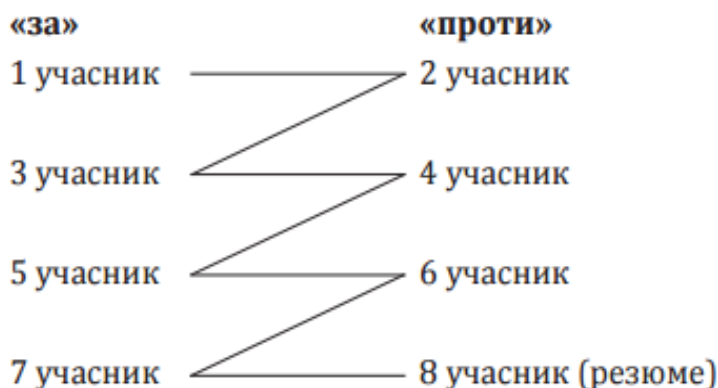 «за» «проти»
1 учасник 2 учасник
3 учасник 4 учасник
5 учасник 6 учасник
7 учасник 8 учасник (резюме)